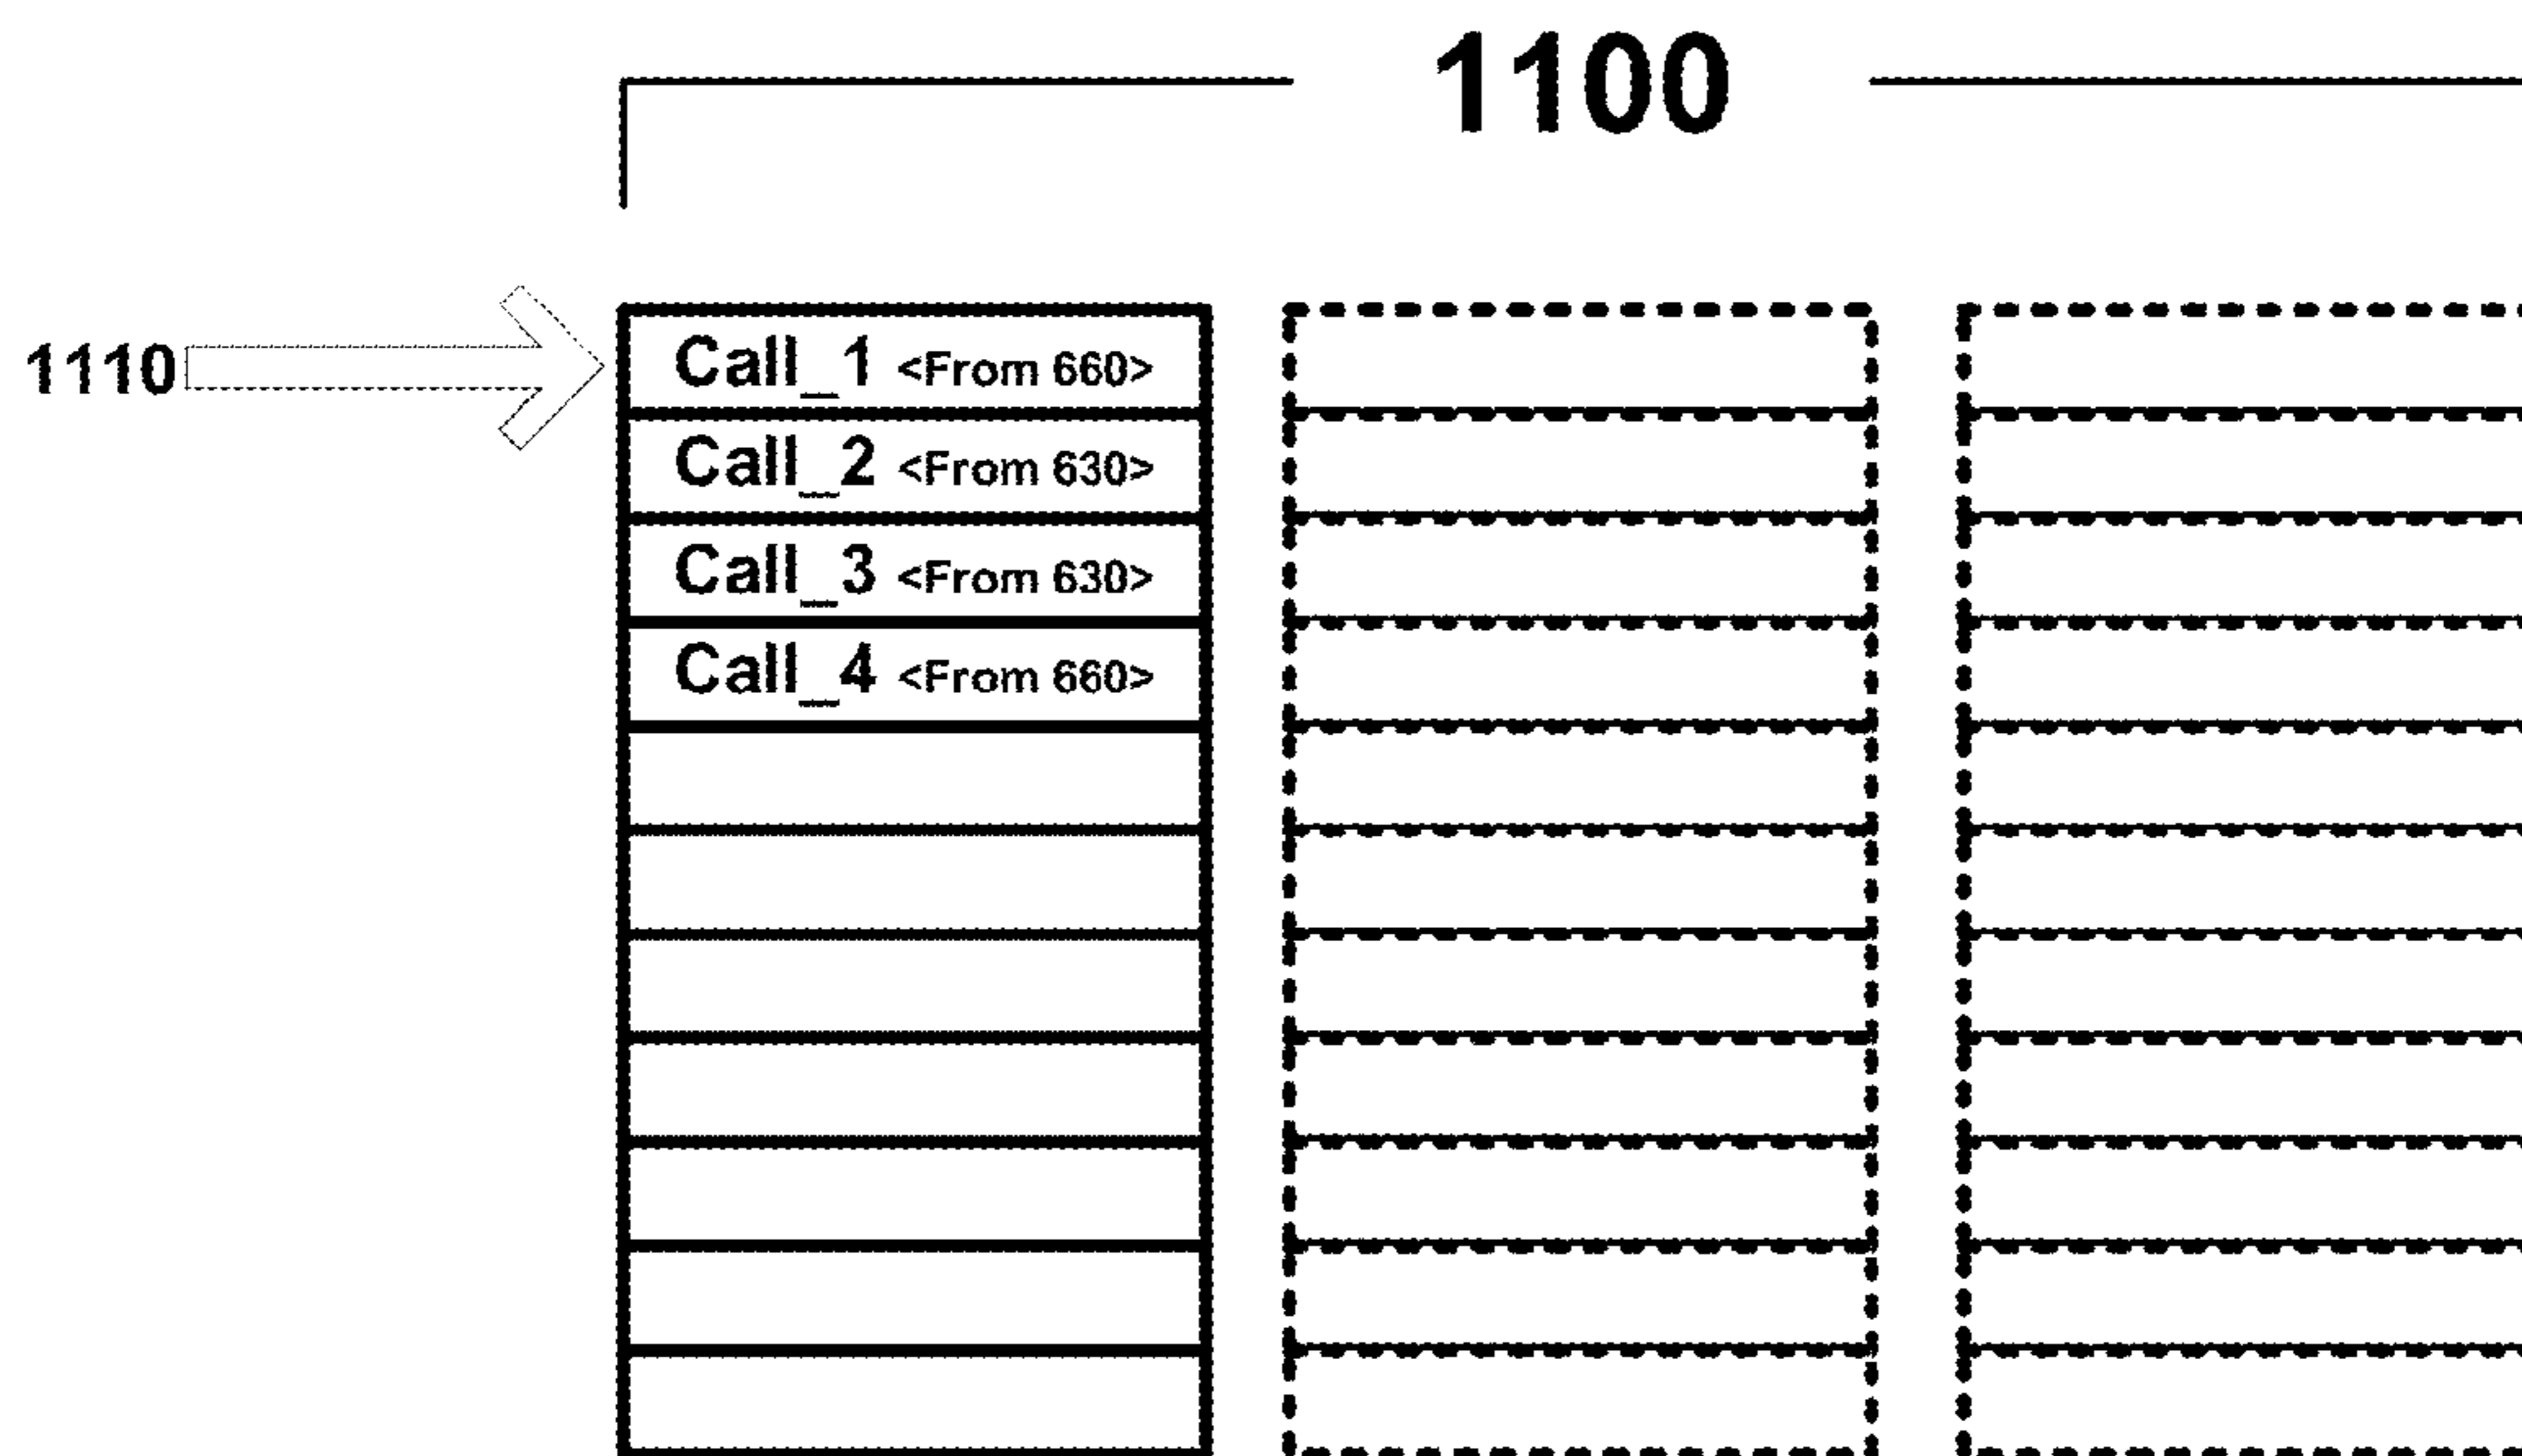 1100
1110
Call_1 <From 660>
Call_2 <From 630>
Call_3 <From 630>
Call_4 <From 660>